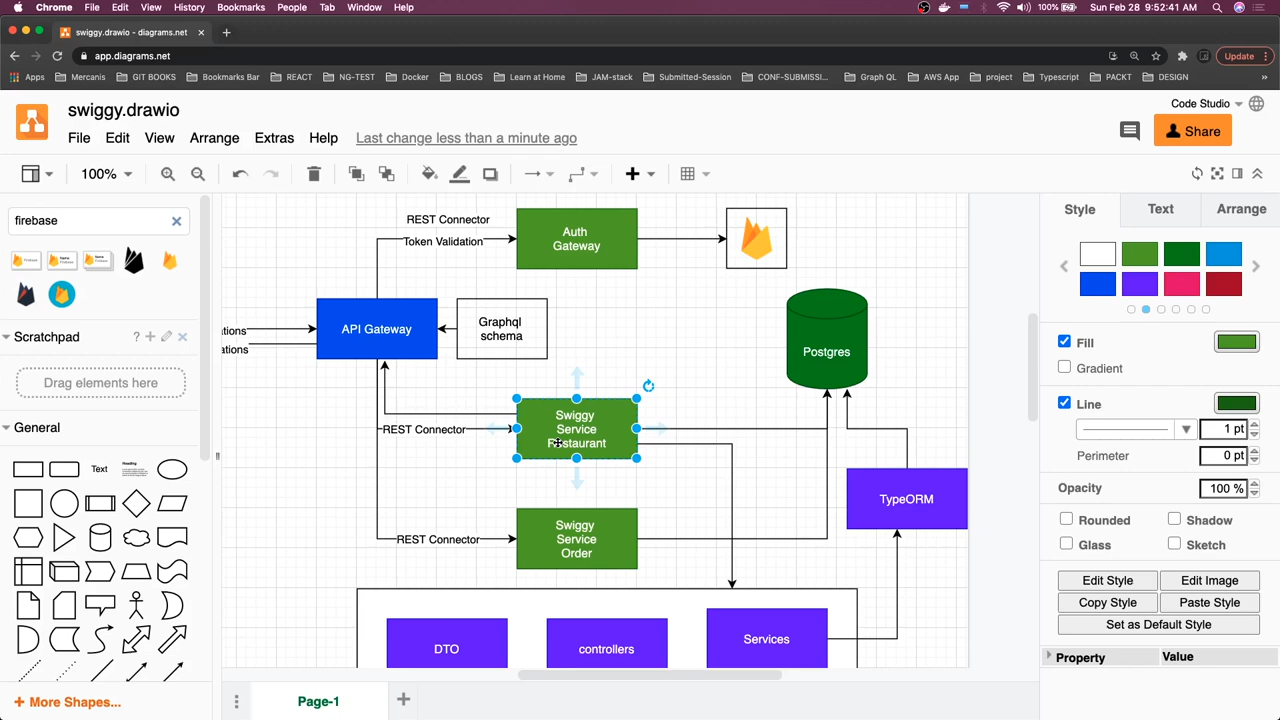 Chrome File Edit View History Bookmarks People Tab Window Help 100% Sun Feb 28 9:52:41 PM
swiggy.drawio - diagrams.net
app.diagrams.net Update
Apps Mercanis GIT BOOKS Bookmarks Bar REACT NG-TEST Docker BLOGS Learn at Home JAM-stack Submitted-Session CONF-SUBMISSI... Graph QL AWS App project Typescript PACKT DESIGN »
swiggy.drawio
Code Studio
File Edit View Arrange Extras Help Last change less than a minute ago
Share
100%
firebase
Scratchpad
?
Drag elements here
General
Text
Heading
+ More Shapes...
REST Connector
Token Validation
Auth
Gateway
ations
ations
API Gateway
Graphql
schema
Postgres
REST Connector
Swiggy
Service
Restaurant
TypeORM
REST Connector
Swiggy
Service
Order
DTO
controllers
Services
Page-1
Style Text Arrange
Fill
Gradient
Line
1 pt
Perimeter 0 pt
Opacity 100 %
Rounded Shadow
Glass Sketch
Edit Style Edit Image
Copy Style Paste Style
Set as Default Style
Property Value